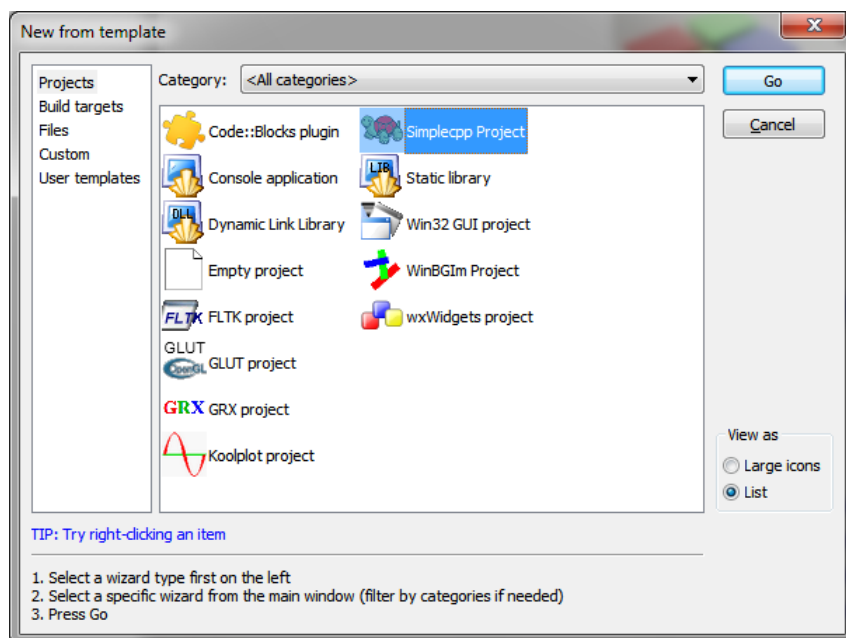 New from template
X
Projects
Build targets
Files
Custom
User templates
Category: <All categories>
Go
Cancel
Code::Blocks plugin
Simplecpp Project
Console application
LIB
Static library
DLL
Dynamic Link Library
Win32 GUI project
Empty project
WinBGIm Project
FLTK
FLTK project
wxWidgets project
GLUT
OpenGL
GLUT project
GRX
GRX project
Koolplot project
View as
Large icons
List
TIP: Try right-clicking an item
1. Select a wizard type first on the left
2. Select a specific wizard from the main window (filter by categories if needed)
3. Press Go